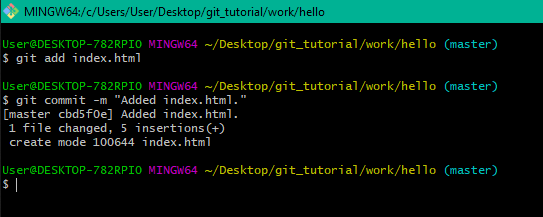 MINGW64:/c/Users/User/Desktop/git_tutorial/work/hello
User@DESKTOP-782RPIO MINGW64 ~/Desktop/git_tutorial/work/hello (master)
$ git add index.html
User@DESKTOP-782RPIO MINGW64 ~/Desktop/git_tutorial/work/hello (master)
$ git commit -m "Added index.html."
[master cbd5f0e] Added index.html.
1 file changed, 5 insertions(+)
create mode 100644 index.html
User@DESKTOP-782RPIO MINGW64 ~/Desktop/git_tutorial/work/hello (master)
$